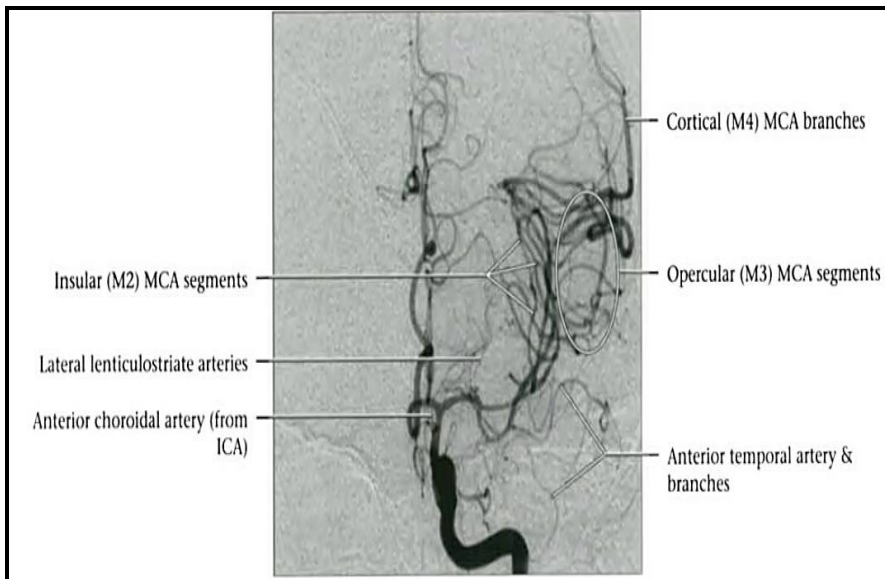 Cortical (M4) MCA branches
Insular (M2) MCA segments
Opercular (M3) MCA segments
Lateral lenticulostriate arteries
Anterior choroidal artery (from
ICA)
Anterior temporal artery &
branches